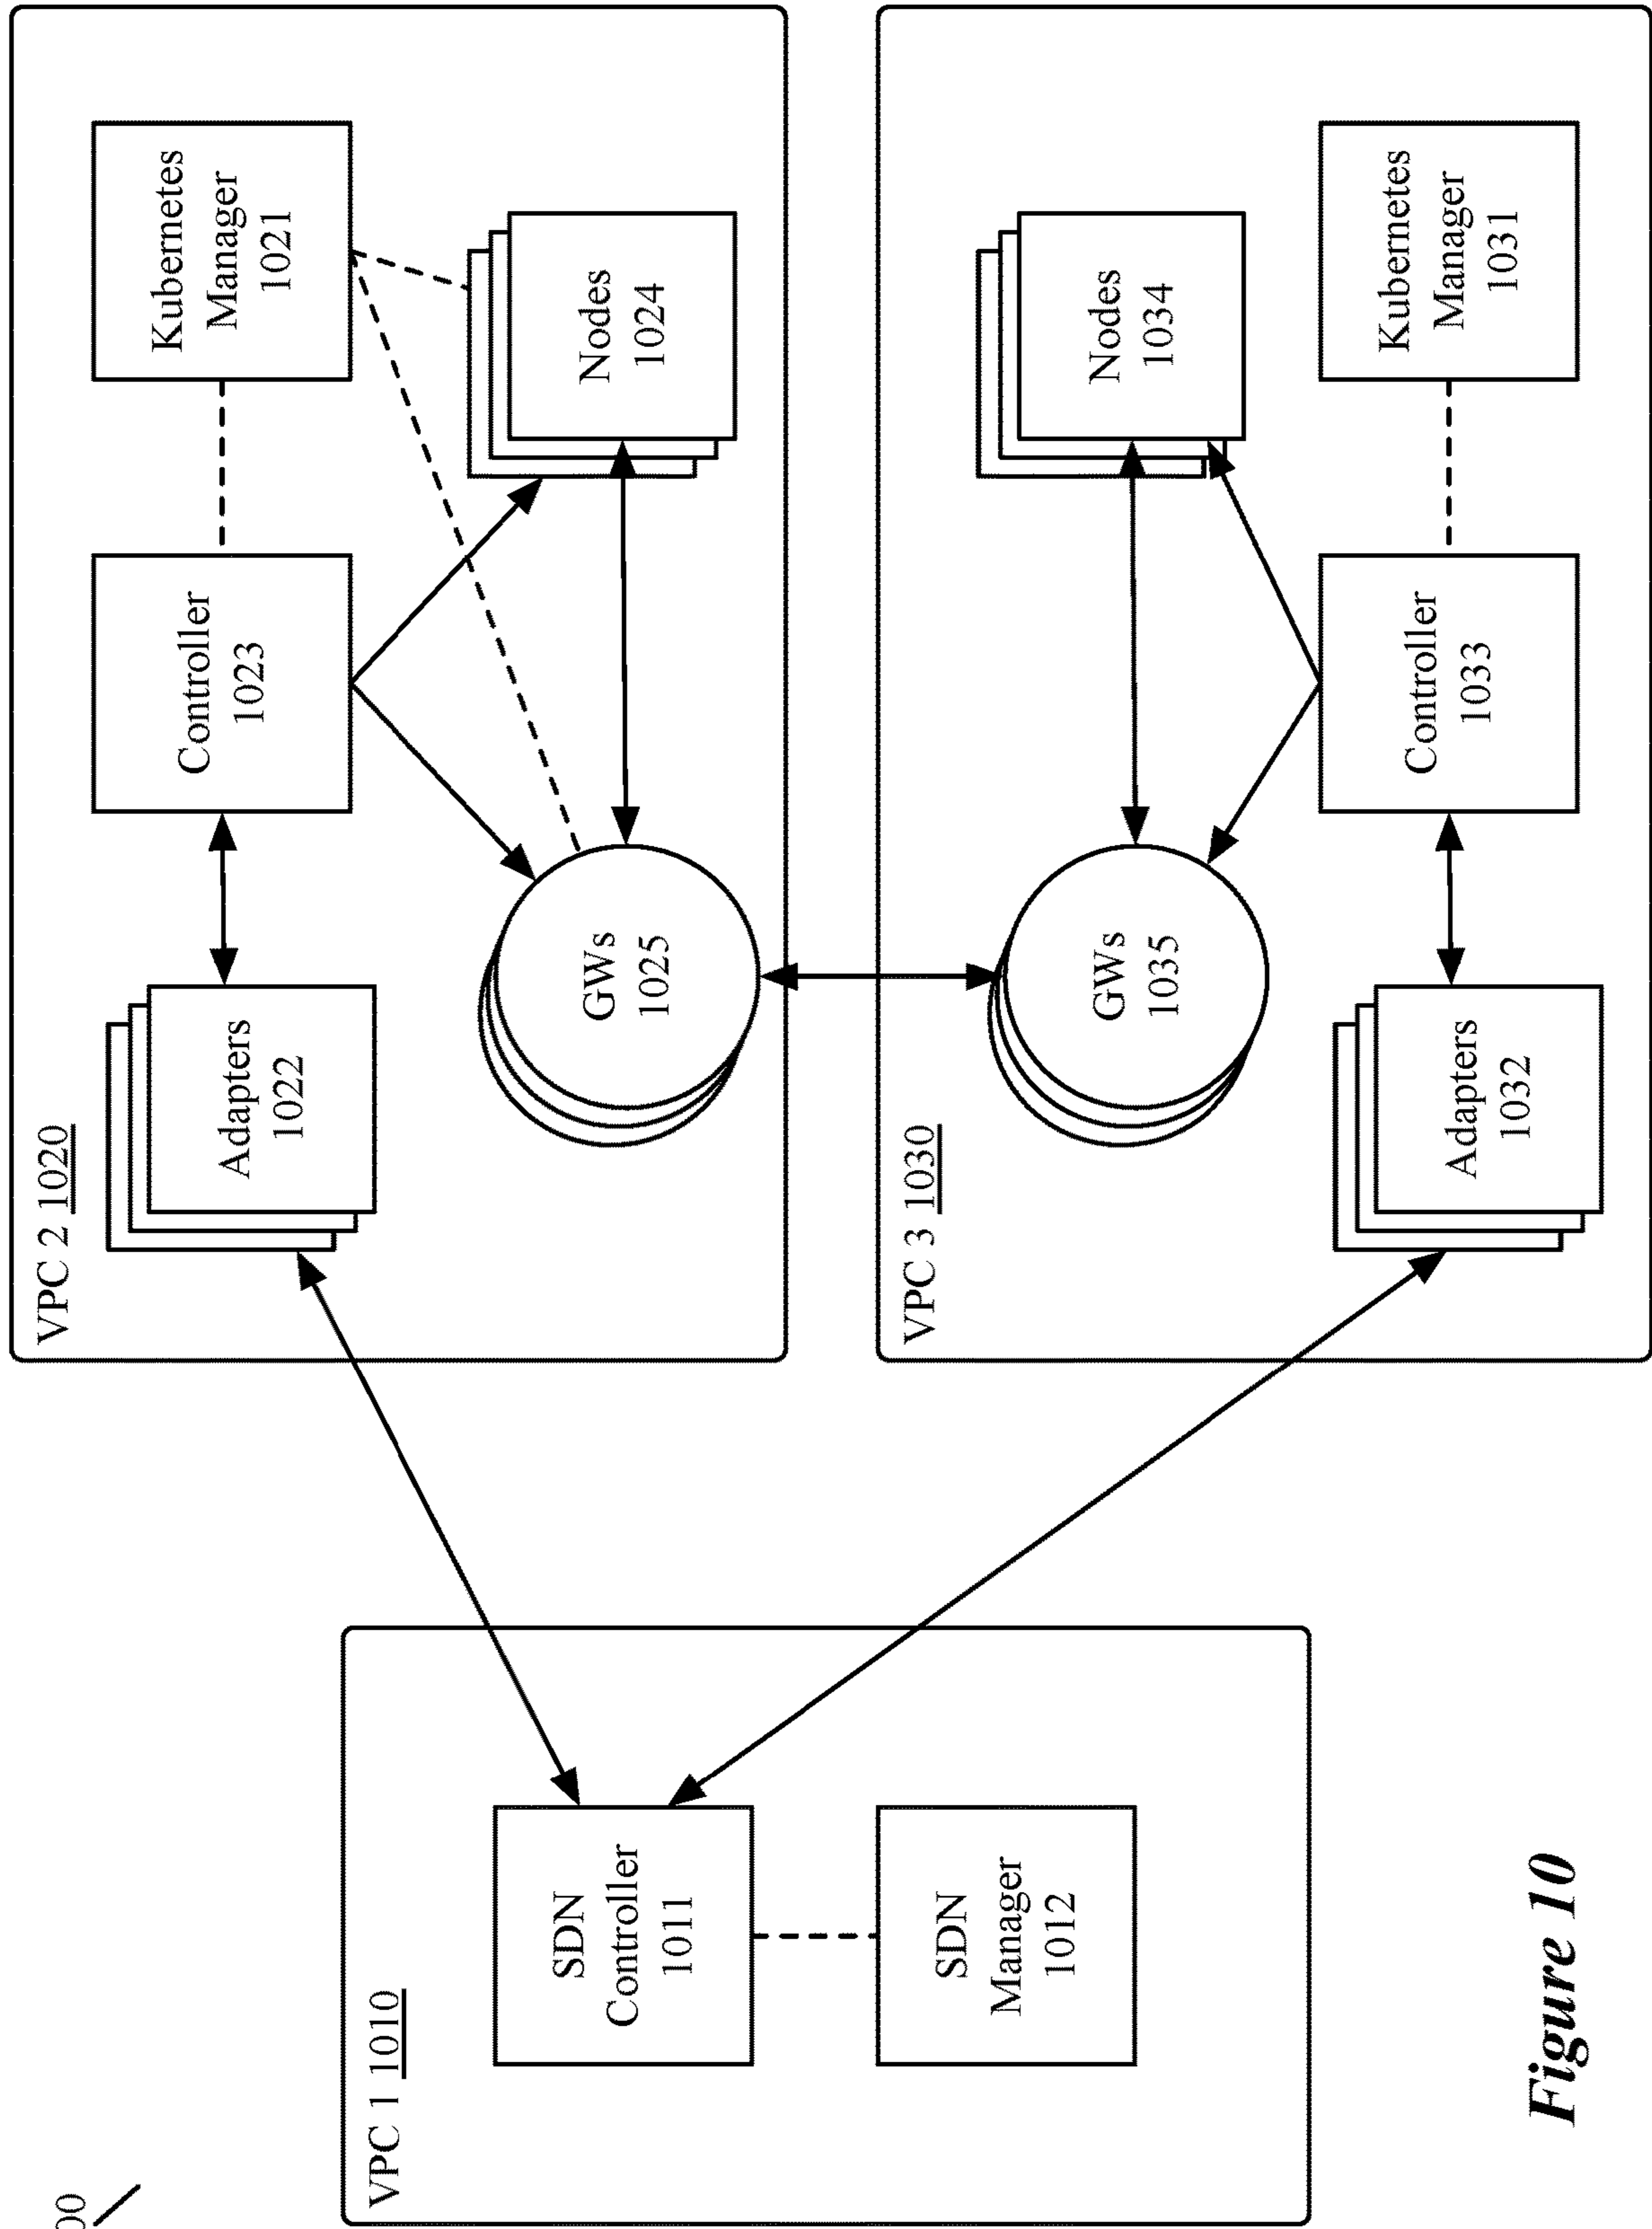 00
VPC 1 1010
SDN
Controller
1011
SDN
Manager
1012
VPC 2 1020
Adapters
1022
Controller
1023
Kubernetes
Manager
1021
GWs
1025
Nodes
1024
VPC 3 1030
GWs
1035
Nodes
1034
Adapters
1032
Controller
1033
Kubernetes
Manager
1031
Figure 10